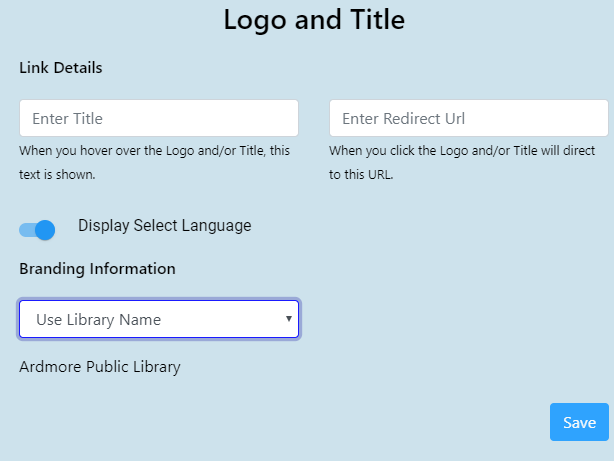 Logo and Title
Link Details
Enter Title
Enter Redirect Url
When you hover over the Logo and/or Title, this
text is shown.
When you click the Logo and/or Title will direct
to this URL.
Display Select Language
Branding Information
Use Library Name
Ardmore Public Library
Save